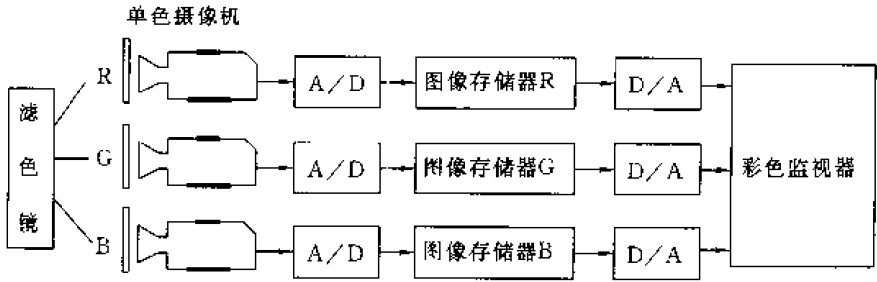 单色摄像机
R
A/D
图像存储器R
D/A
滤色镜
G
A/D
图像存储器G
D/A
彩色监视器
B
A/D
图像存储器B
D/A